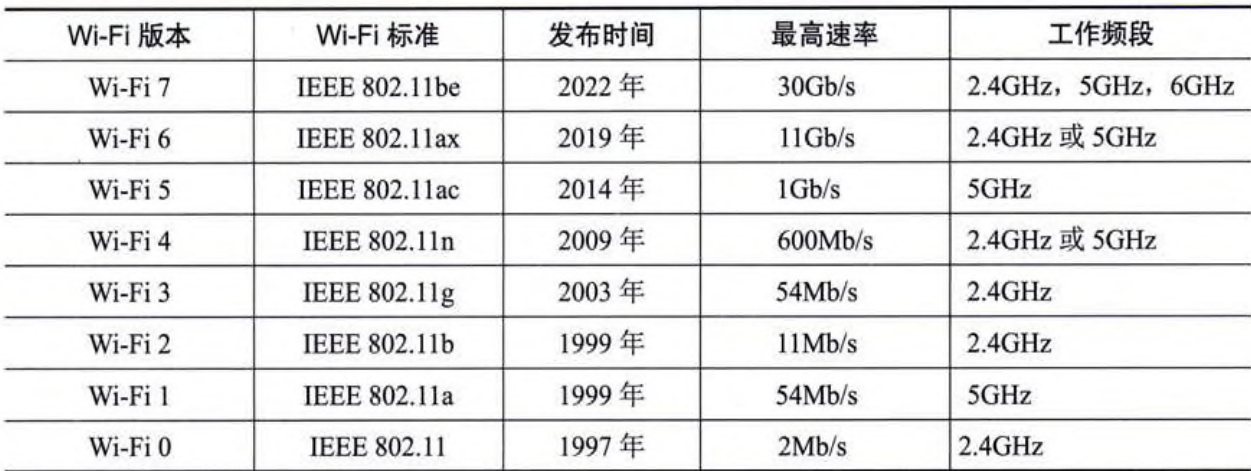 Wi-Fi 版本 Wi-Fi 标准 发布时间 最高速率 工作频段
Wi-Fi 7 IEEE 802.11be 2022 年 30Gb/s 2.4GHz，5GHz，6GHz
Wi-Fi 6 IEEE 802.11ax 2019 年 11Gb/s 2.4GHz 或 5GHz
Wi-Fi 5 IEEE 802.11ac 2014 年 1Gb/s 5GHz
Wi-Fi 4 IEEE 802.11n 2009 年 600Mb/s 2.4GHz 或 5GHz
Wi-Fi 3 IEEE 802.11g 2003 年 54Mb/s 2.4GHz
Wi-Fi 2 IEEE 802.11b 1999 年 11Mb/s 2.4GHz
Wi-Fi 1 IEEE 802.11a 1999 年 54Mb/s 5GHz
Wi-Fi 0 IEEE 802.11 1997 年 2Mb/s 2.4GHz